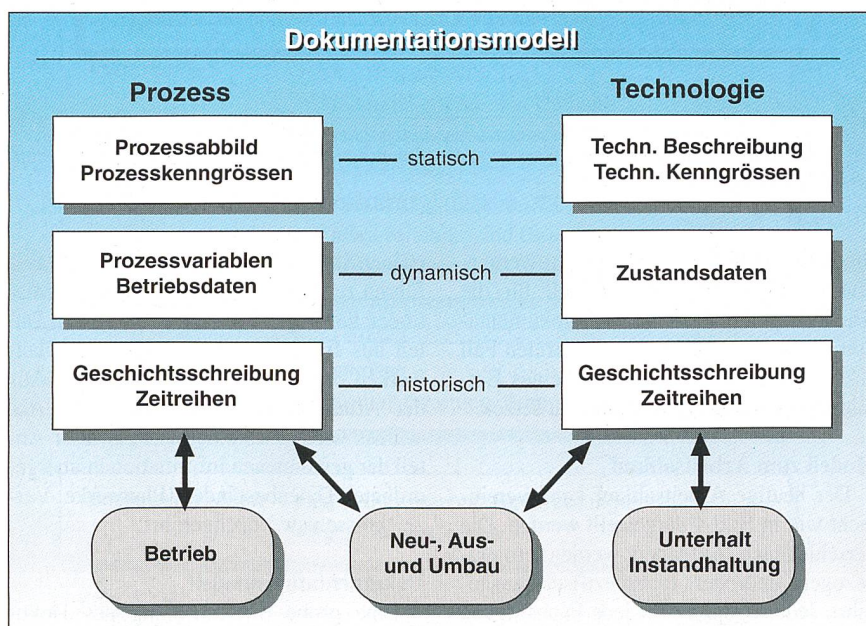 Dokumentationsmodell
Prozess
Technologie
Prozessabbild
Prozesskenngrössen
statisch
Techn. Beschreibung
Techn. Kenngrössen
Prozessvariablen
Betriebsdaten
dynamisch
Zustandsdaten
Geschichtsschreibung
Zeitreihen
historisch
Geschichtsschreibung
Zeitreihen
Betrieb
Neu-, Aus-
und Umbau
Unterhalt
Instandhaltung